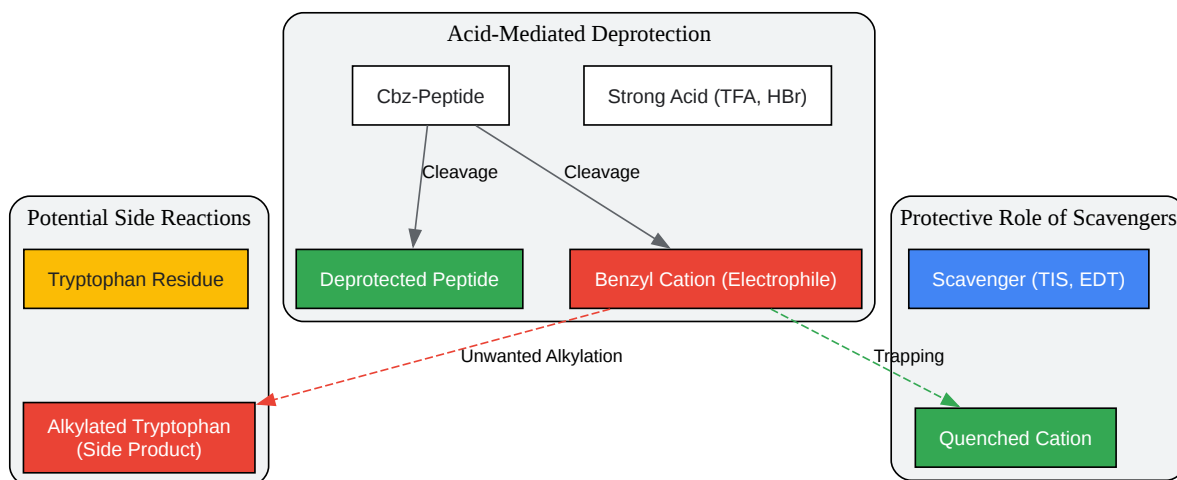 Acid-Mediated Deprotection
Cbz-Peptide
Strong Acid (TFA, HBr)
Cleavage
Cleavage
Potential Side Reactions
Protective Role of Scavengers
Tryptophan Residue
Deprotected Peptide
Benzyl Cation (Electrophile)
Scavenger (TIS, EDT)
Unwanted Alkylation
Trapping
Alkylated Tryptophan
(Side Product)
Quenched Cation